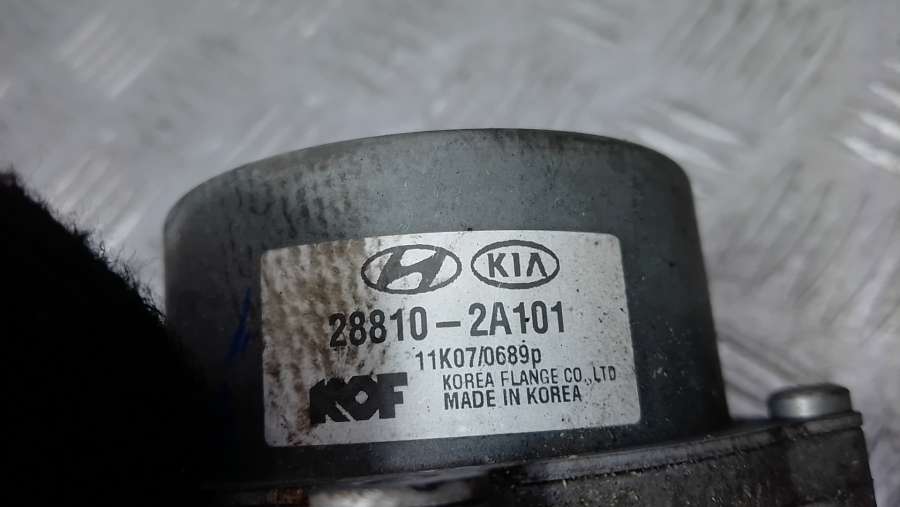 KIA
28810-2A101
11K07/0689p
KOF KOREA FLANGE CO.,LTD
MADE IN KOREA